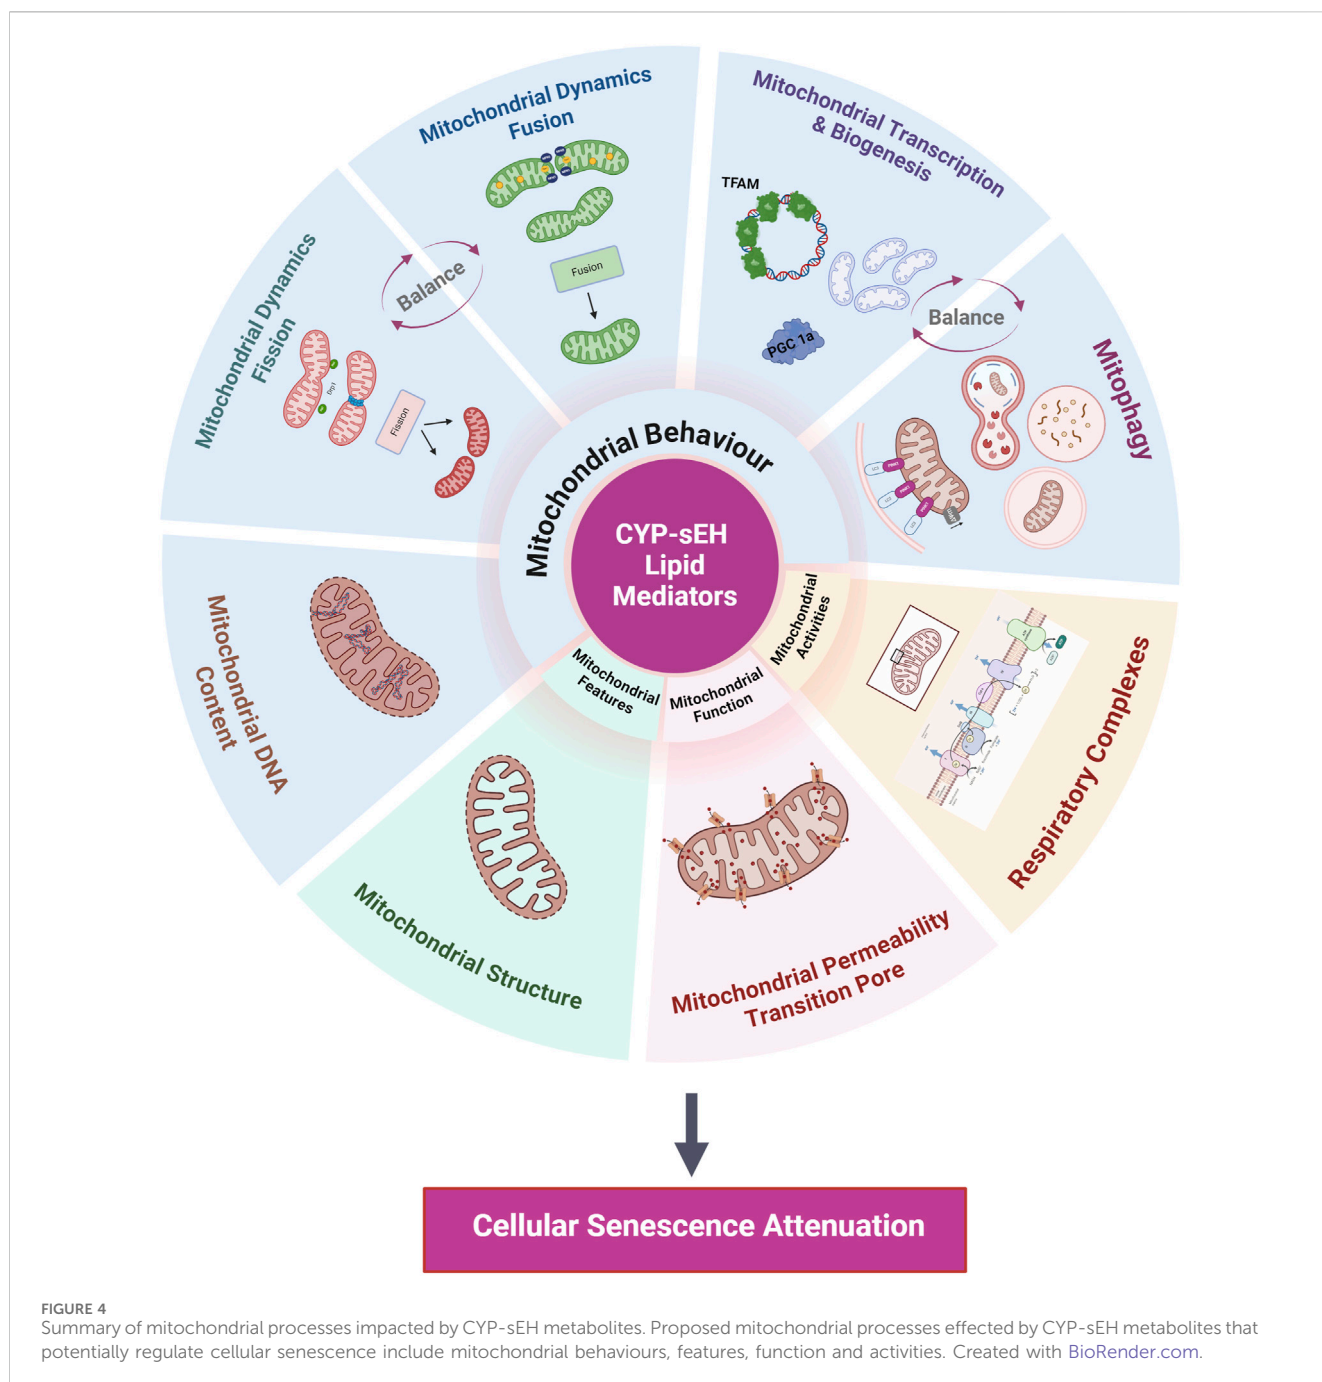 Mitochondrial Dynamics
Fusion
Fusion
Mitochondrial Transcription
& Biogenesis
TFAM
PGC 1a
Balance
Balance
Mitochondrial Dynamics
Fission
Drp1
Fission
Mitophagy
Mitochondrial Behaviour
CYP-sEH
Lipid
Mediators
Mitochondrial
Activities
Mitochondrial
Features
Mitochondrial
Function
Mitochondrial DNA
Content
Respiratory Complexes
Mitochondrial Structure
Mitochondrial Permeability
Transition Pore
Cellular Senescence Attenuation
FIGURE 4
Summary of mitochondrial processes impacted by CYP-sEH metabolites. Proposed mitochondrial processes effected by CYP-sEH metabolites that
potentially regulate cellular senescence include mitochondrial behaviours, features, function and activities. Created with BioRender.com.